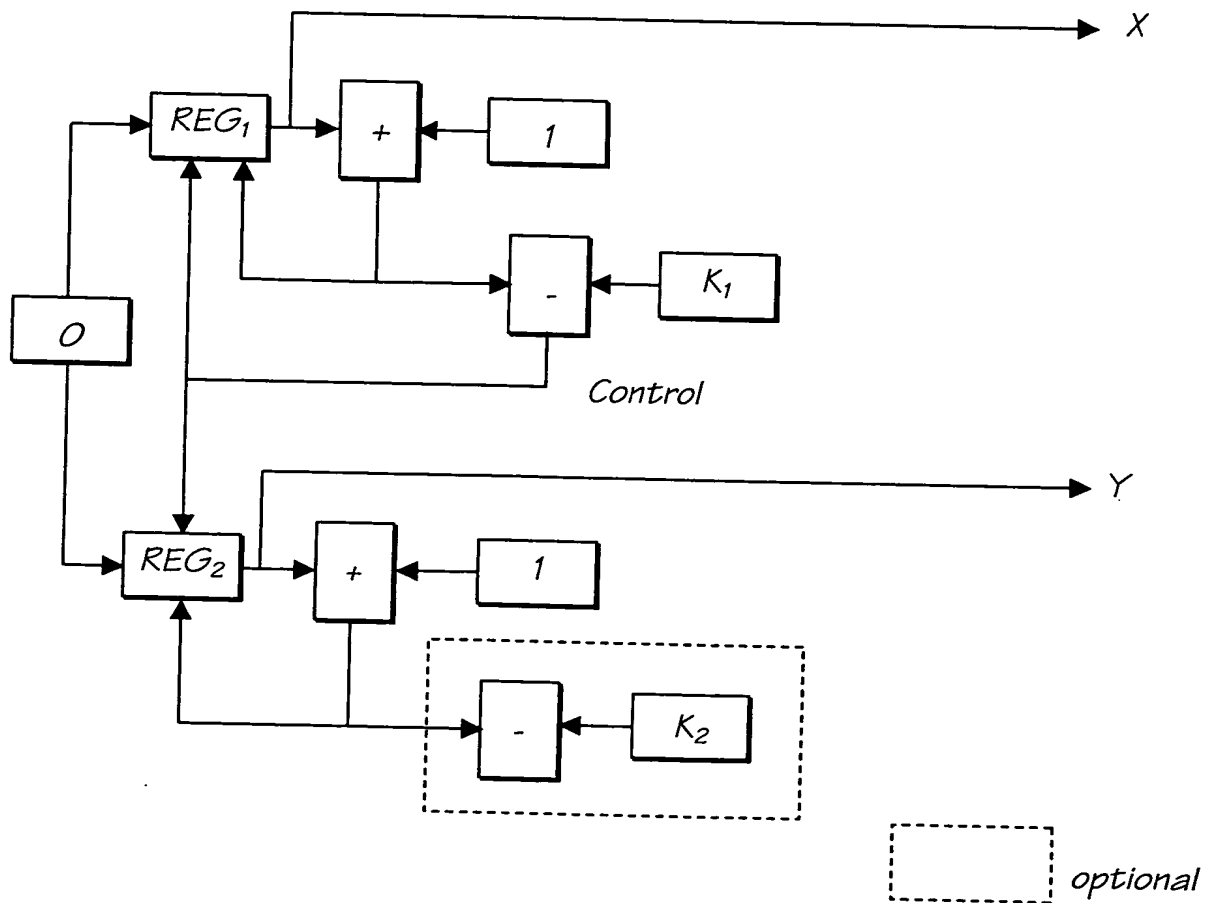 X
REG₁
+
1
-
K₁
0
Control
Y
REG₂
+
1
-
K₂
optional